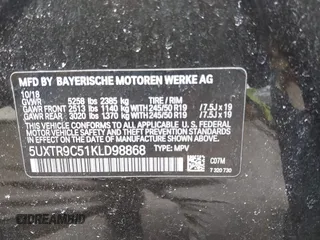 MFD BY BAYERISCHE MOTOREN WERKE AG
10/18
GVWR 5258 lbs 2385 kg TIRE / RIM
GAWR FRONT 2513 lbs 1140 kg WITH 245/50 R19 /7.5J x 19
GAWR REAR 3020 lbs 1370 kg WITH 245/50 R19 /7.5J x 19
THIS VEHICLE CONFORMS TO ALL APPLICABLE FEDERAL MOTOR
VEHICLE SAFETY, BUMPER, AND THEFT PREVENTION STANDARDS
IN EFFECT ON THE DATE OF MANUFACTURE SHOWN ABOVE.
5UXTR9C51KLD98868 TYPE: MPV
C07M
7 320 730
© DREAMBID